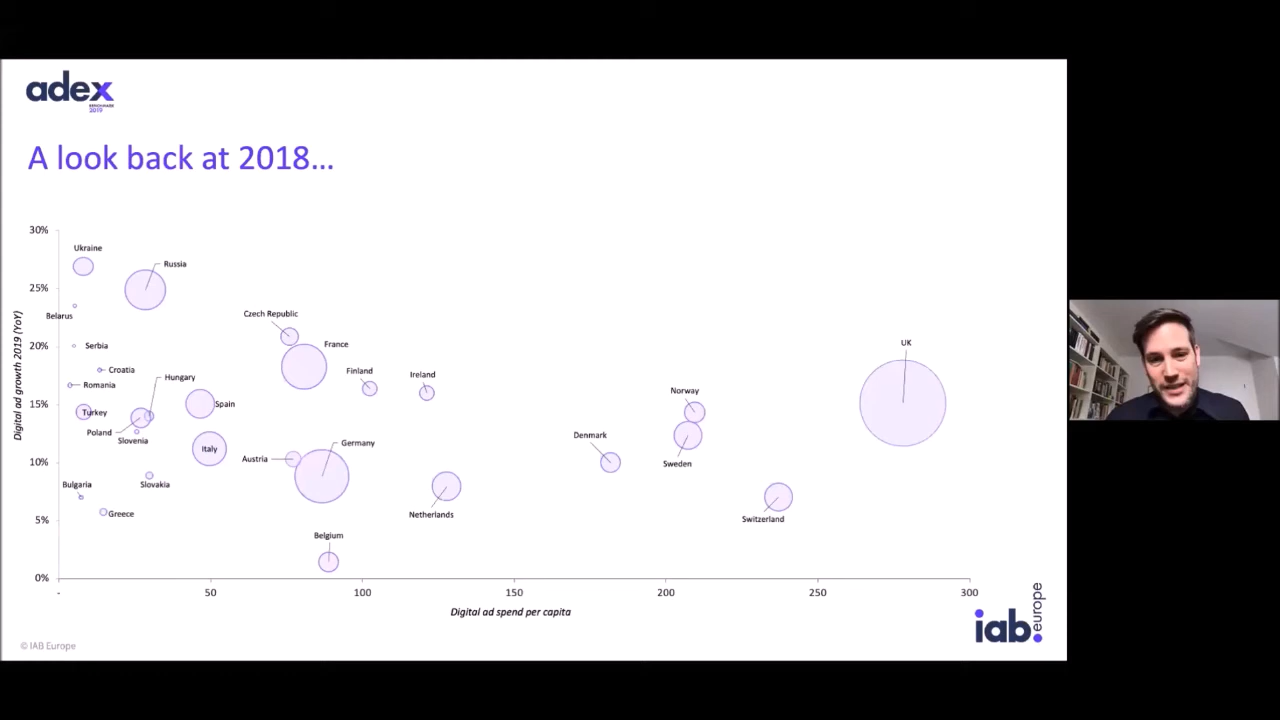 adex
BENCHMARK
2019
A look back at 2018...
30%
25%
20%
15%
10%
5%
0%
Digital ad growth 2019 (YoY)
Ukraine
Russia
Belarus
Czech Republic
Serbia
France
UK
Croatia
Hungary
Finland
Ireland
Romania
Norway
Turkey
Spain
Poland
Slovenia
Denmark
Germany
Italy
Austria
Sweden
Bulgaria
Slovakia
Greece
Netherlands
Switzerland
Belgium
-
50
100
150
200
250
300
Digital ad spend per capita
iab.
europe
© IAB Europe